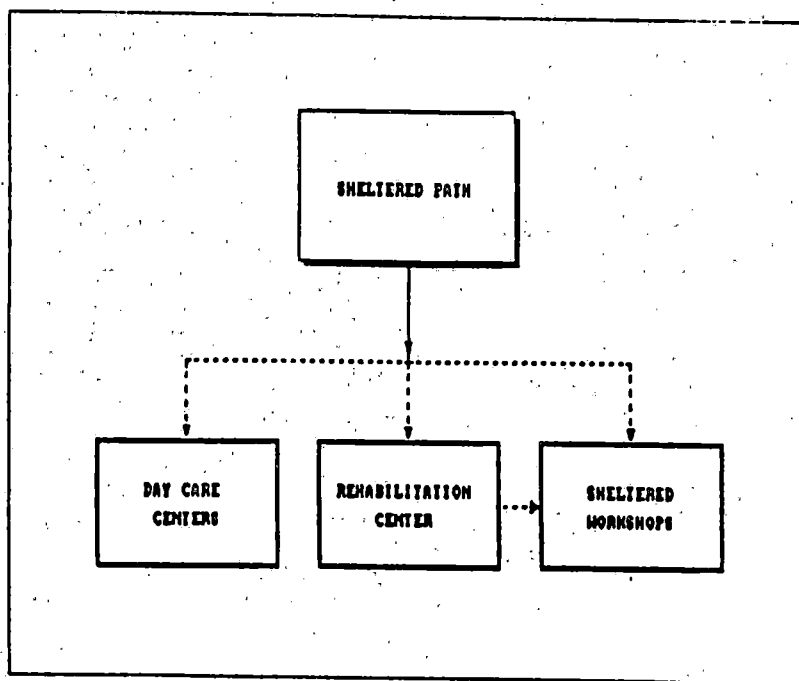 SHELTERED PATH
DAY CARE
CENTERS
REHABILITATION
CENTER
SHELTERED
WORKSHOPS